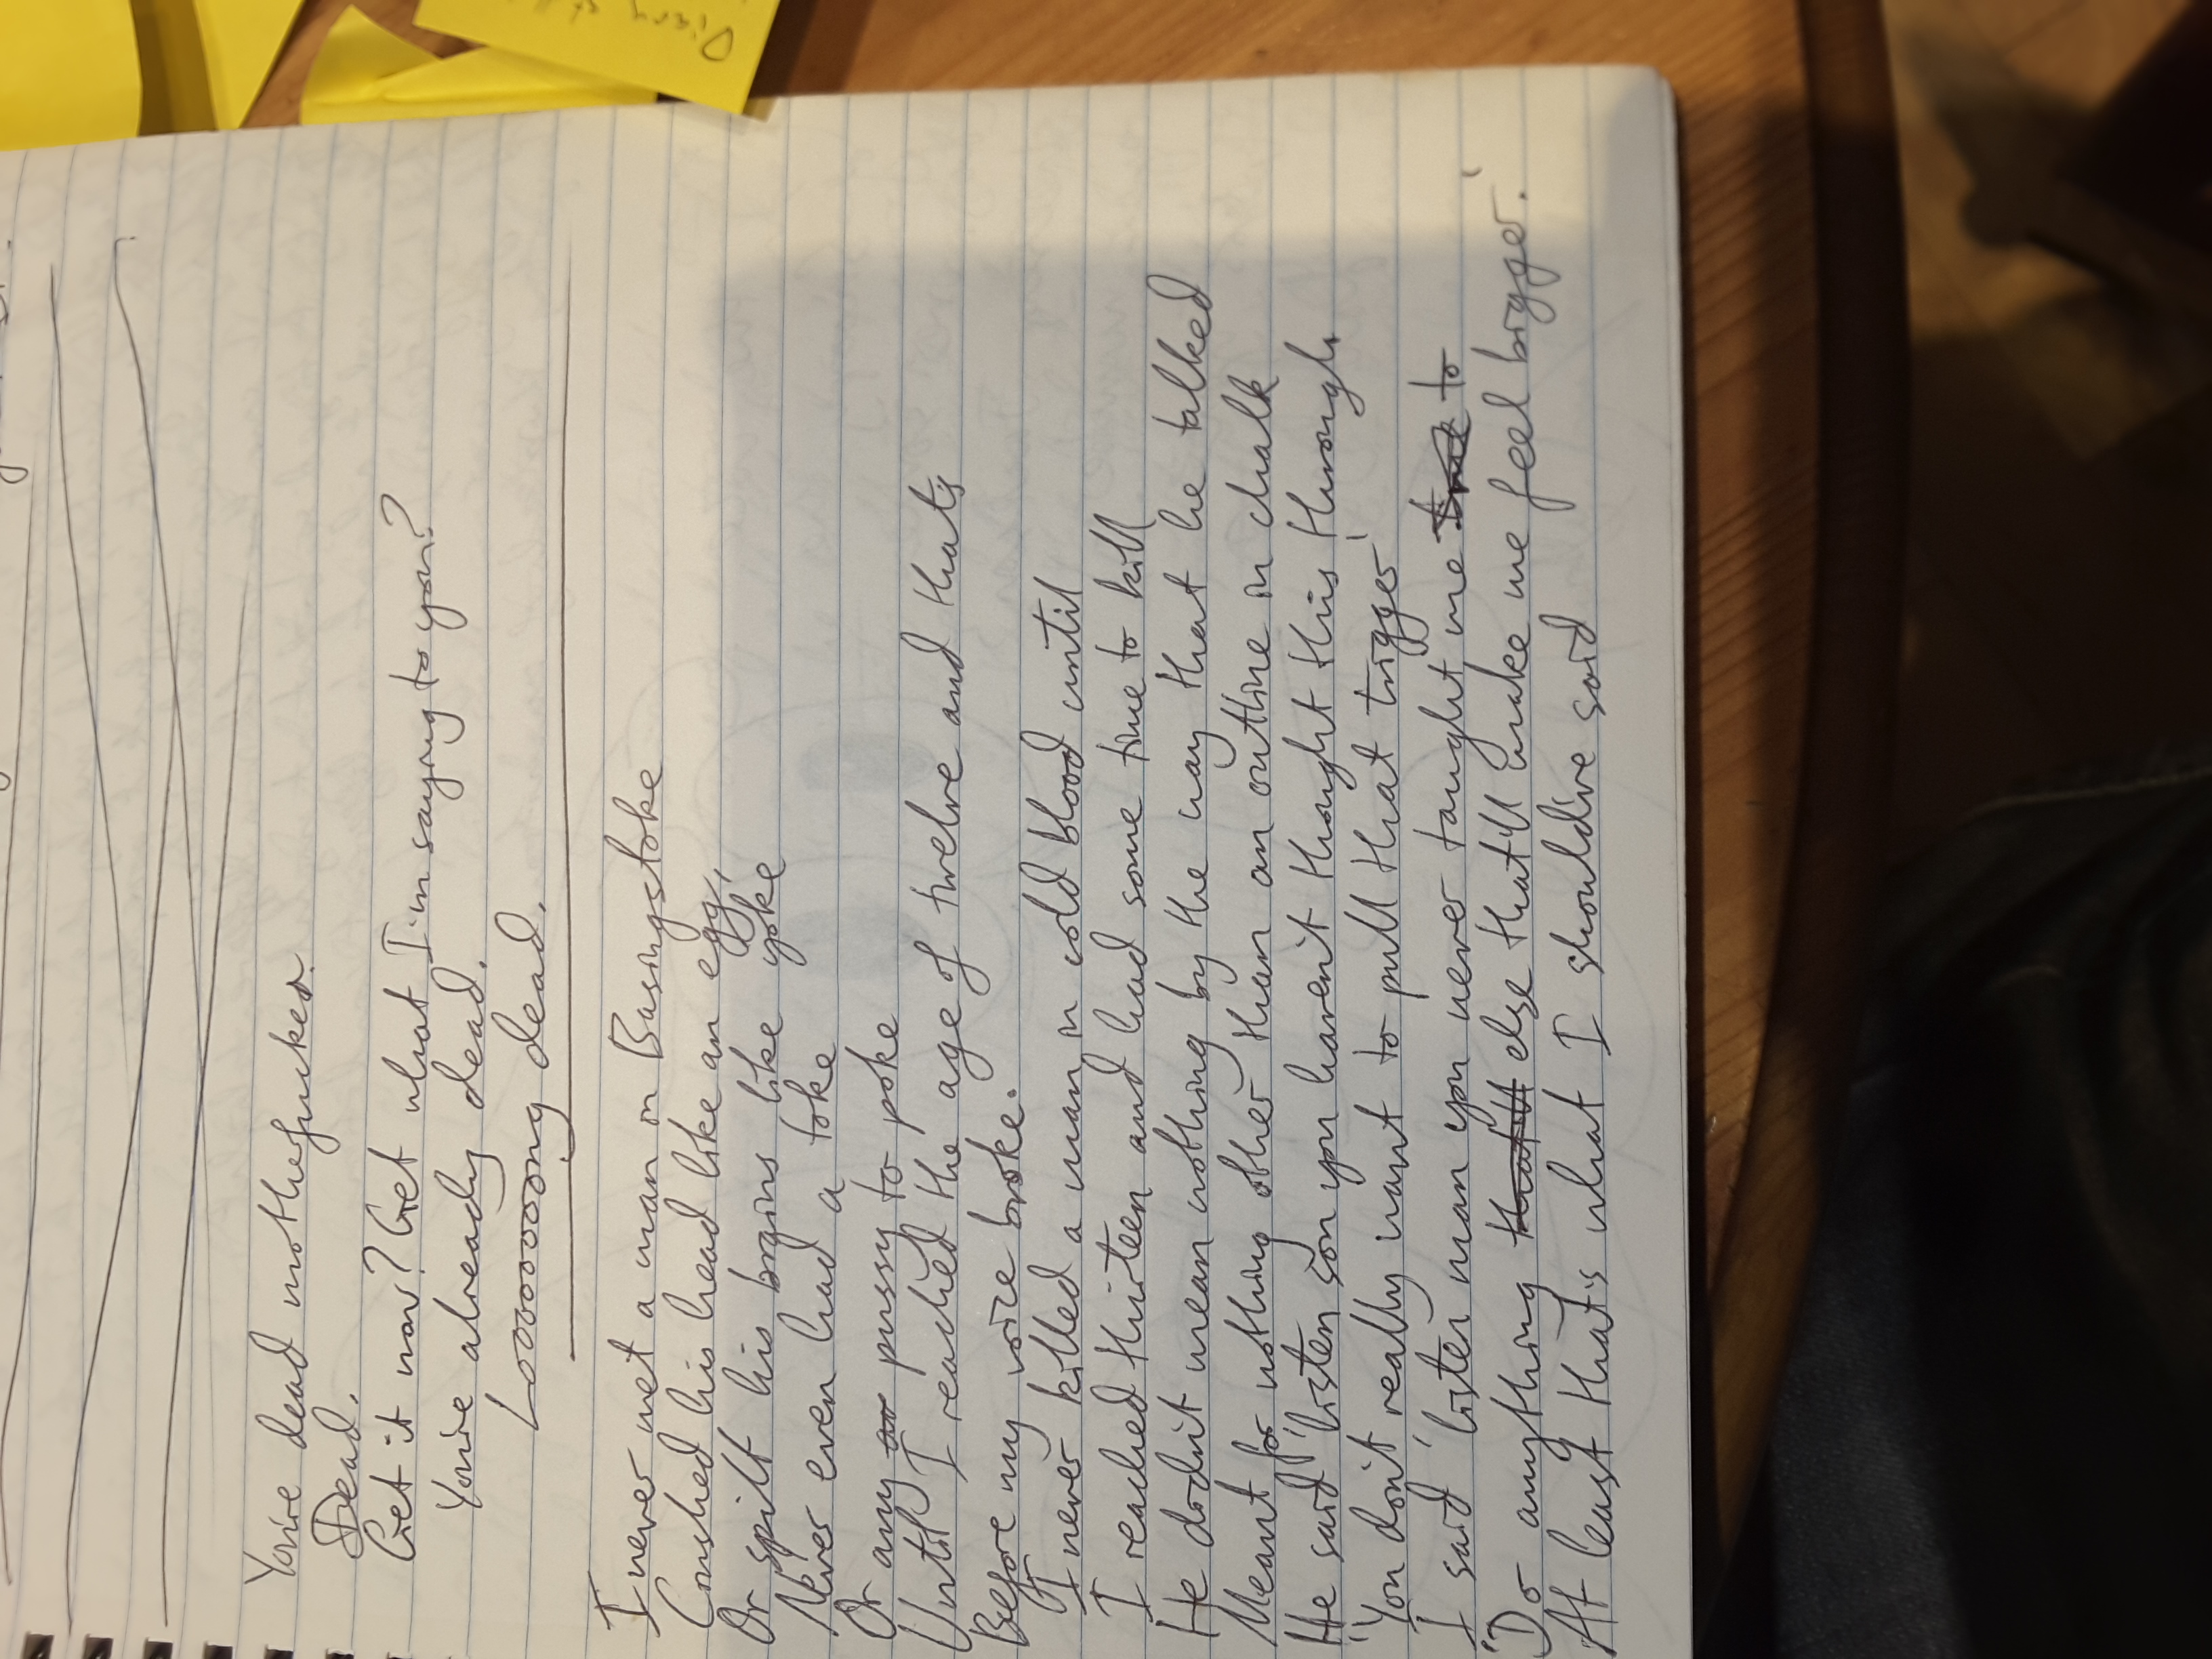 You're dead mothefucker.
Dead.
Get it now? Get what I'm saying to you?
You're already dead.
Looooooooong dead.
I never met a man in Basingstoke
Crushed his head like an egg,
Or spilt his brains like yoke
Never even had a toke
Or any pussy to poke
Until I reached the age of twelve and that's
Before my voice broke.
I never killed a man in cold blood until
I reached thirteen and had some time to kill
He didn't mean nothing by the way that he talked
Meant for nothing other than an outline in chalk
He said 'listen son you haven't thought this through
'You don't really want to pull that trigger'
I said 'listen man you never taught me to
'Do anything else that'll make me feel bigger.'
At least that's what I should've said
Diary